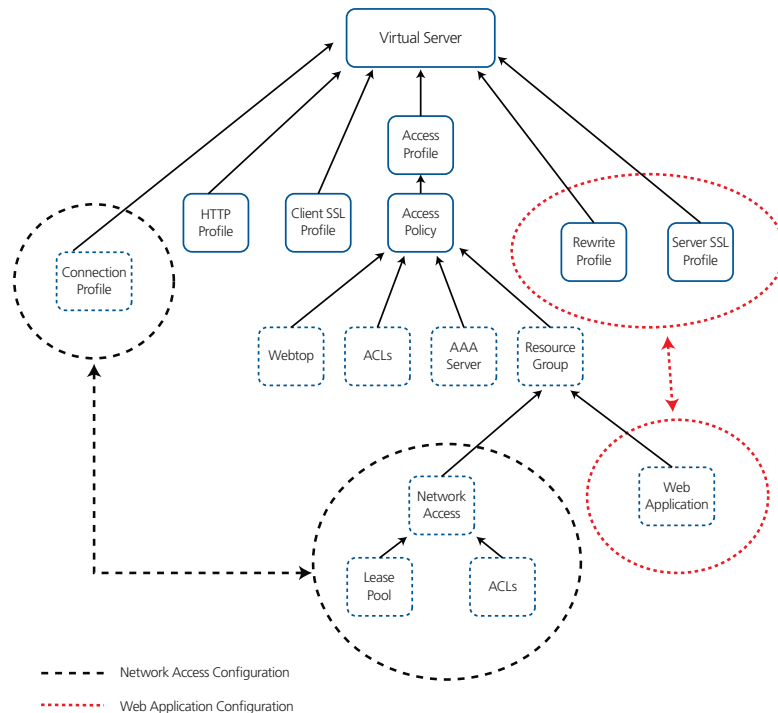 Virtual Server
Access
Profile
HTTP
Profile
Client SSL
Profile
Access
Policy
Rewrite
Profile
Server SSL
Profile
Connection
Profile
Webtop
ACLs
AAA
Server
Resource
Group
Network
Access
Web
Application
Lease
Pool
ACLs
Network Access Configuration
Web Application Configuration